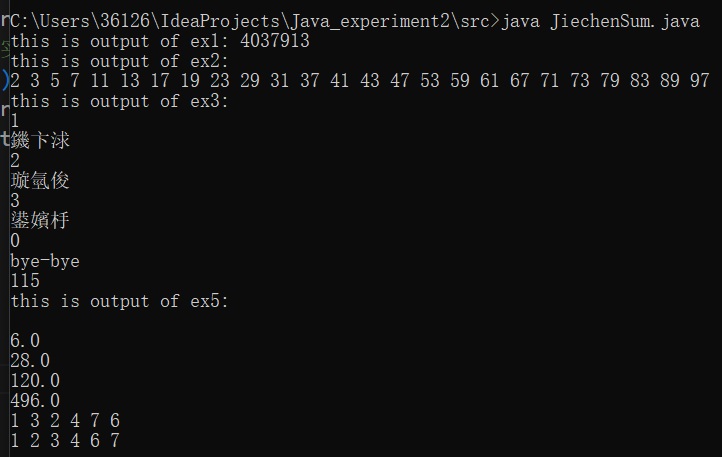 C:\Users\36126\IdeaProjects\Java_experiment2\src>java JiechenSum.java
this is output of ex1: 4037913
this is output of ex2:
2 3 5 7 11 13 17 19 23 29 31 37 41 43 47 53 59 61 67 71 73 79 83 89 97
this is output of ex3:
1
鐖卞浗
2
璇氫俊
3
鍙嬪杽
0
bye-bye
115
this is output of ex5:
6.0
28.0
120.0
496.0
1 3 2 4 7 6
1 2 3 4 6 7